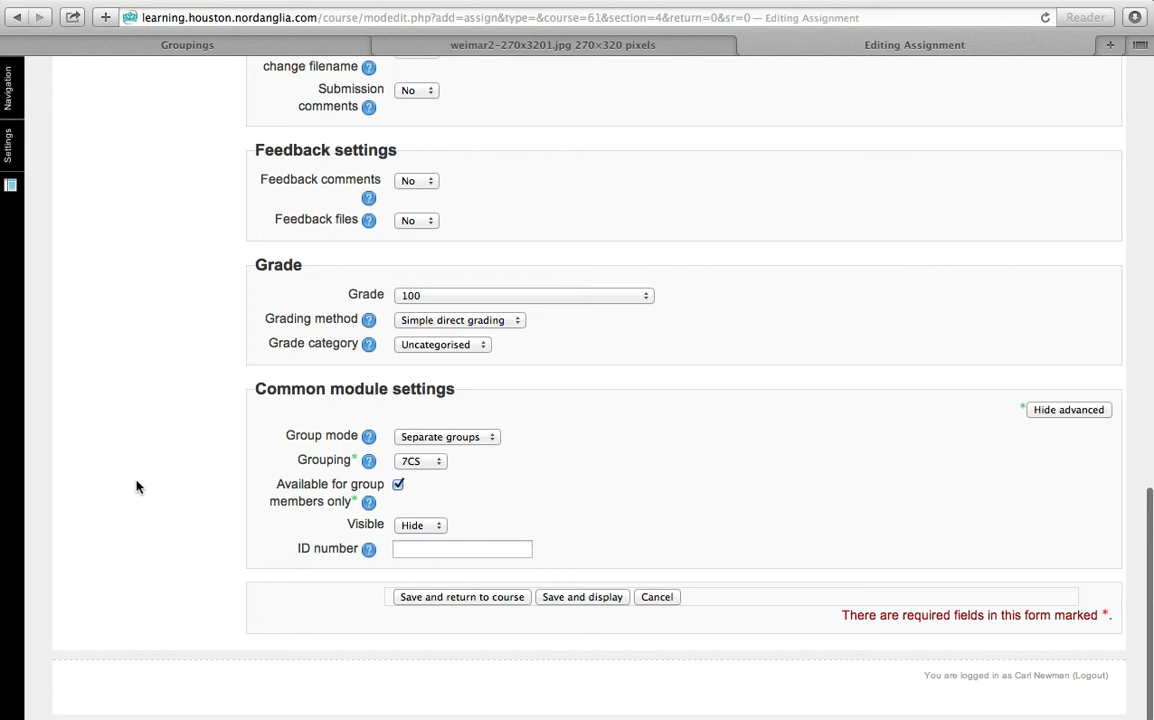 learning.houston.nordanglia.com/course/modedit.php?add=assign&type=&course=61&section=4&return=0&sr=0 — Editing Assignment
Reader
Groupings
weimar2-270x3201.jpg 270×320 pixels
Editing Assignment
Navigation
Settings
change filename
Submission comments No
Feedback settings
Feedback comments No
Feedback files No
Grade
Grade 100
Grading method Simple direct grading
Grade category Uncategorised
Common module settings
* Hide advanced
Group mode Separate groups
Grouping* 7CS
Available for group
members only*
Visible Hide
ID number
Save and return to course Save and display Cancel
There are required fields in this form marked *.
You are logged in as Carl Newman (Logout)